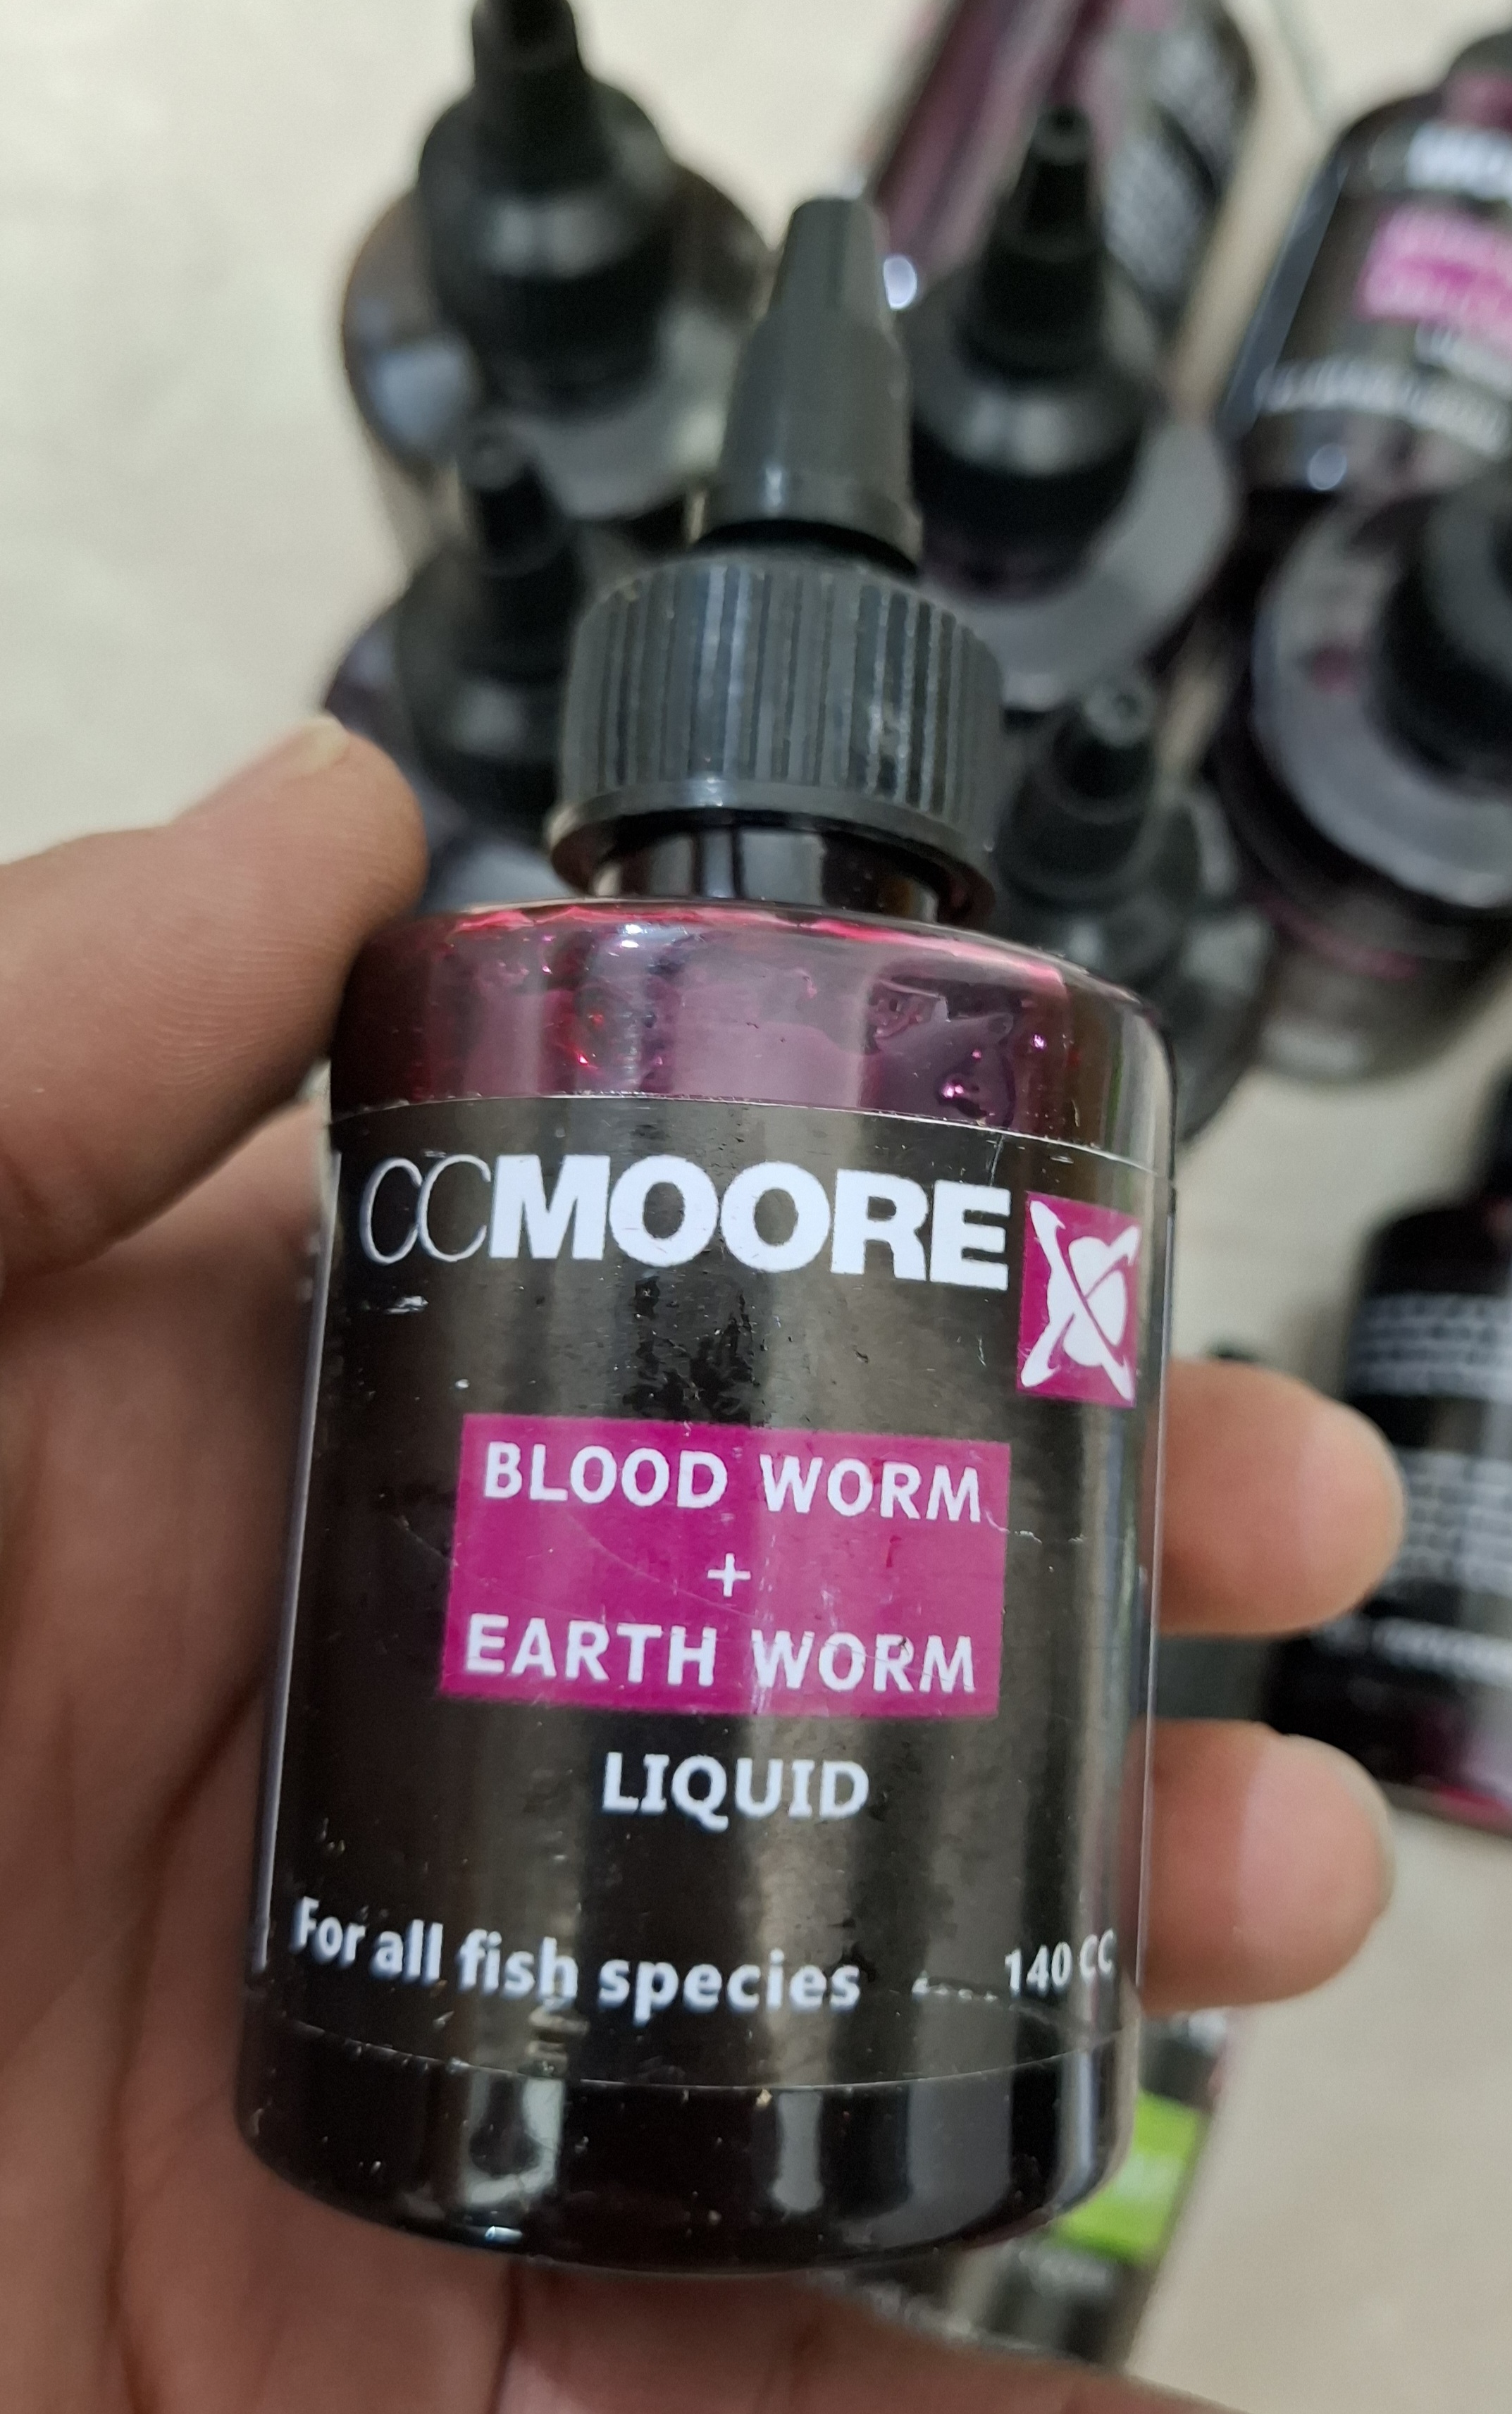 CCMOORE
BLOOD WORM
+
EARTH WORM
LIQUID
For all fish species 140 CC